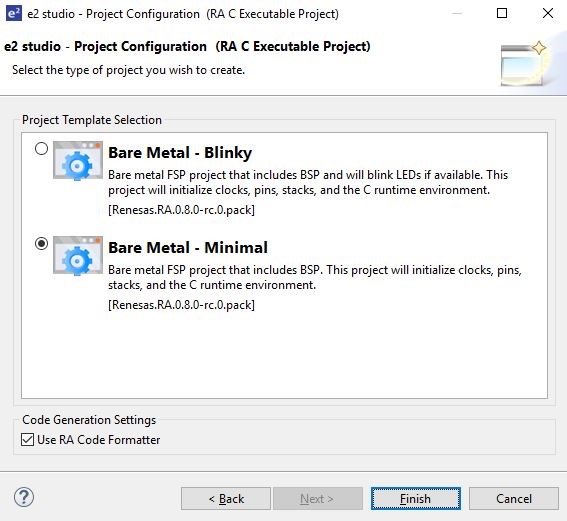 e2 e2 studio - Project Configuration (RA C Executable Project)
e2 studio - Project Configuration (RA C Executable Project)
Select the type of project you wish to create.
Project Template Selection
Bare Metal - Blinky
Bare metal FSP project that includes BSP and will blink LEDs if available. This
project will initialize clocks, pins, stacks, and the C runtime environment.
[Renesas.RA.0.8.0-rc.0.pack]
Bare Metal - Minimal
Bare metal FSP project that includes BSP. This project will initialize clocks, pins,
stacks, and the C runtime environment.
[Renesas.RA.0.8.0-rc.0.pack]
Code Generation Settings
Use RA Code Formatter
? < Back Next > Finish Cancel